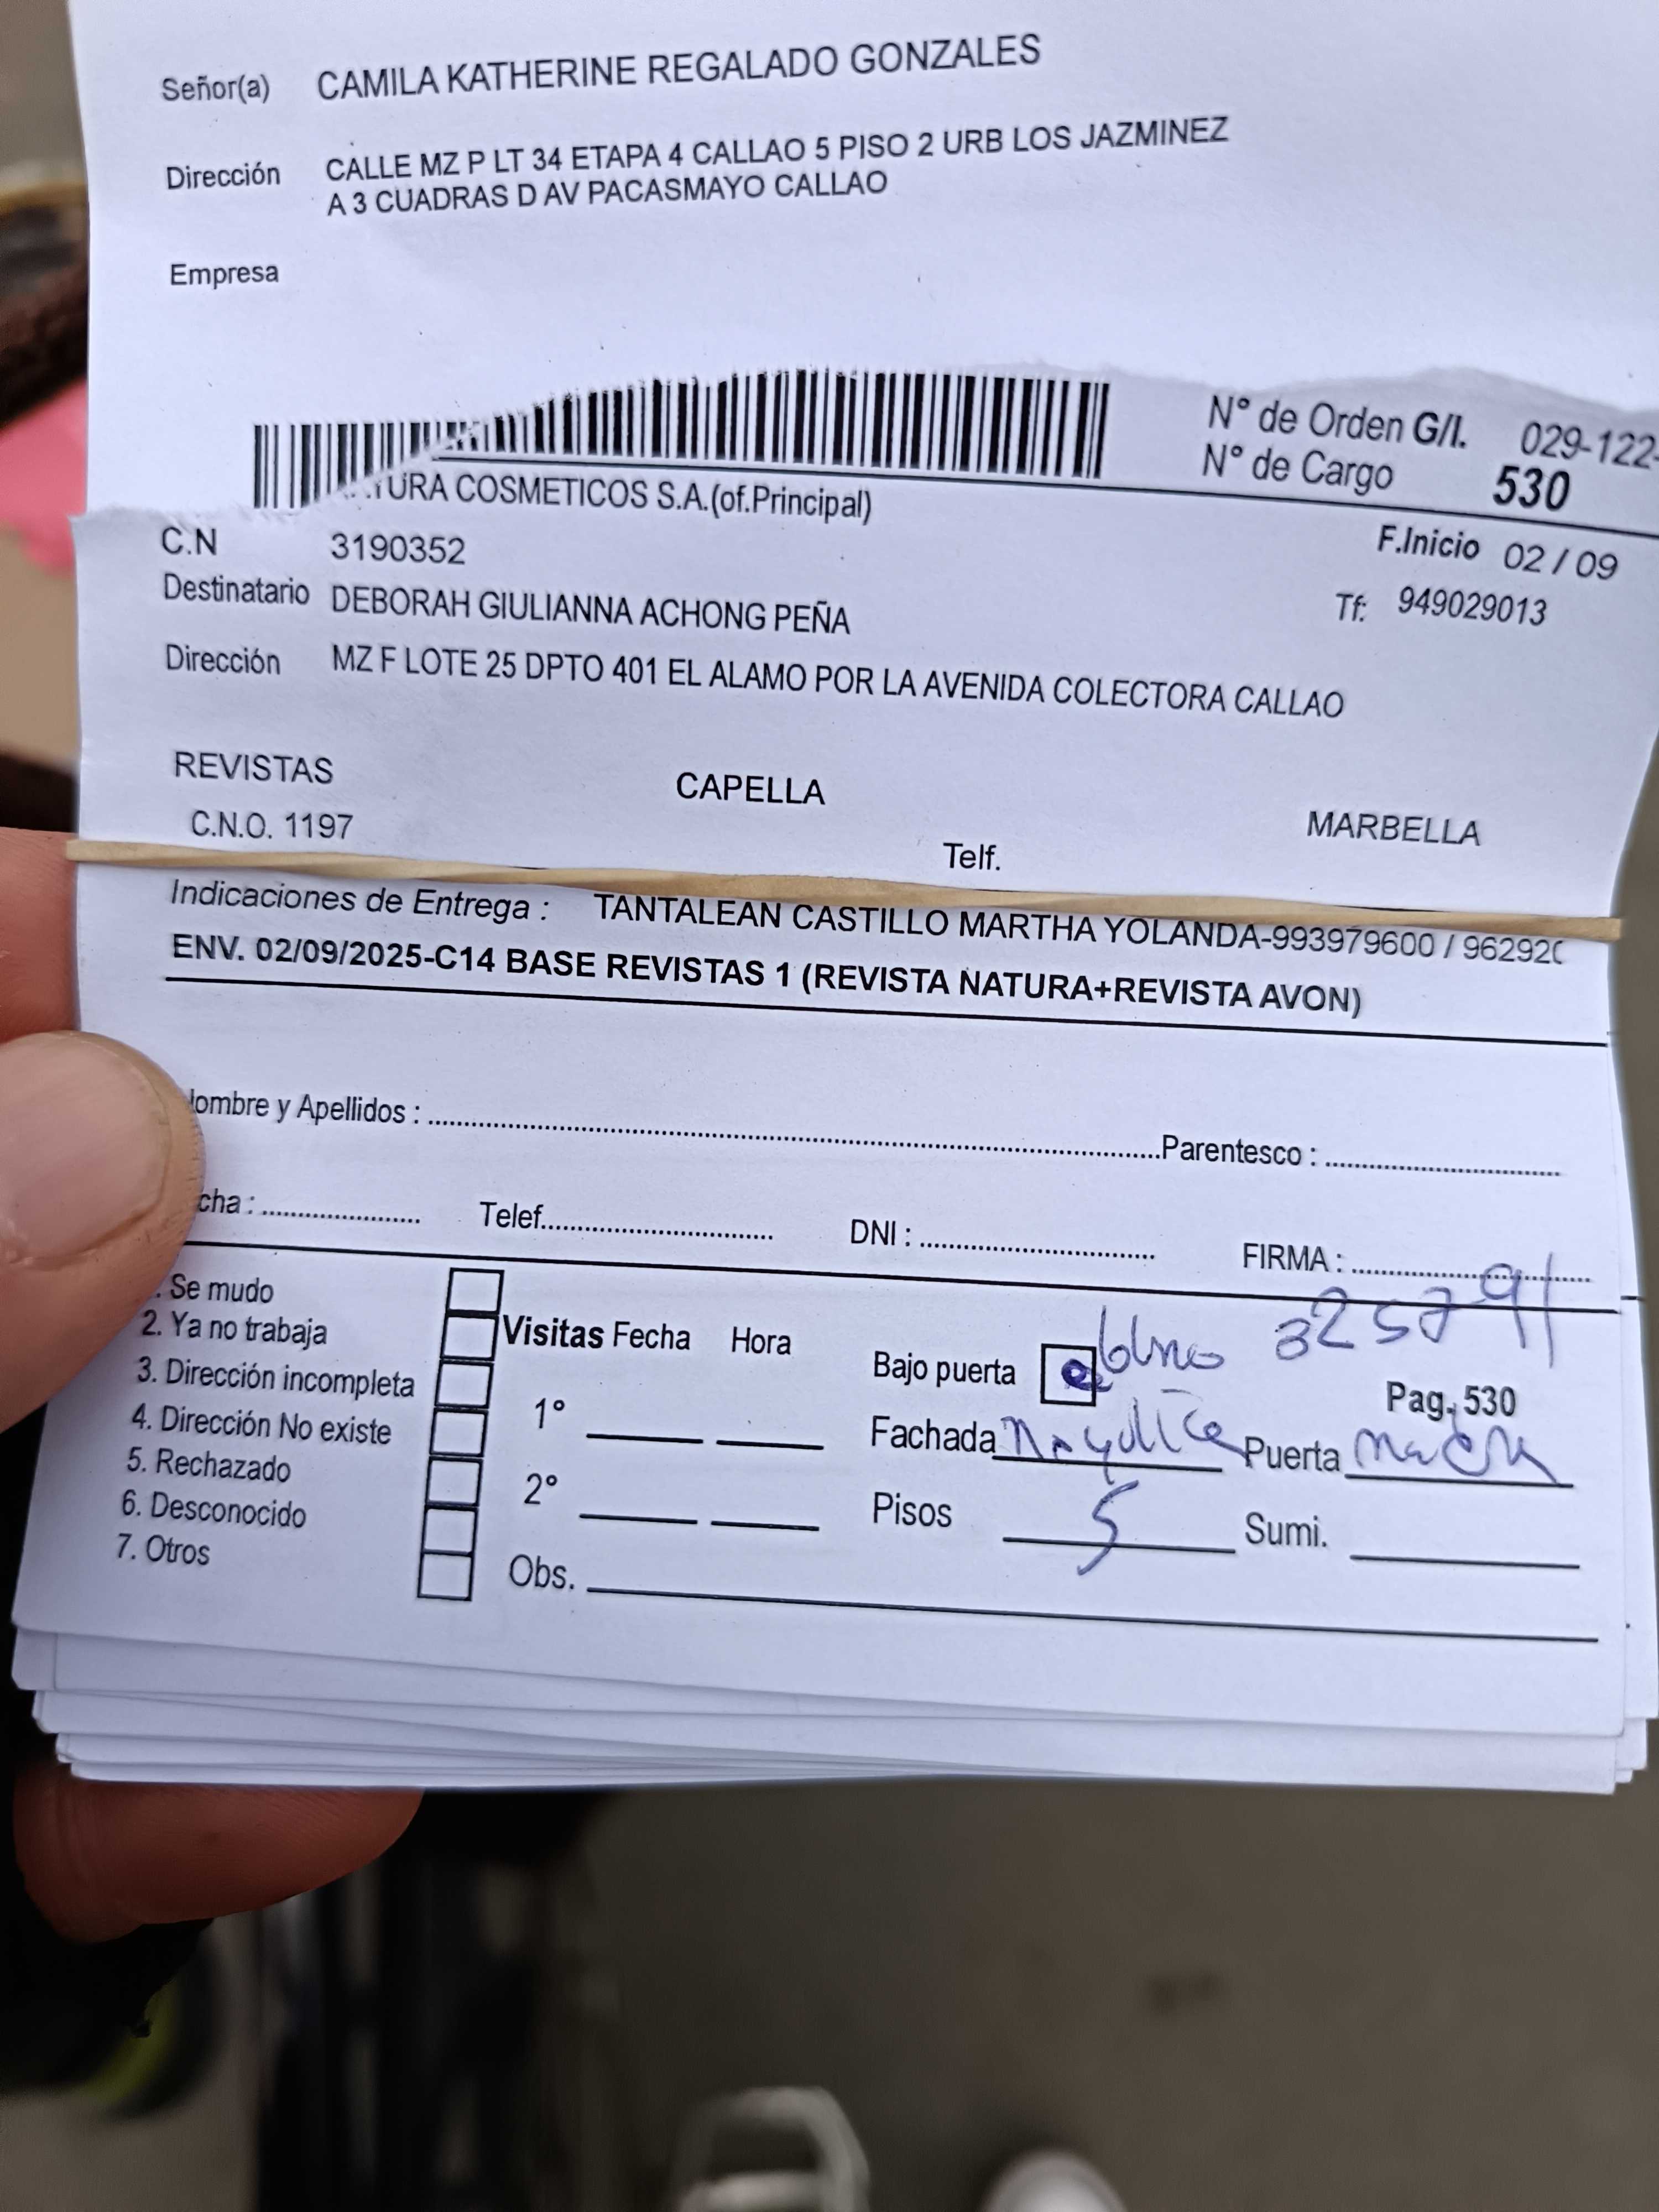 Señor(a) CAMILA KATHERINE REGALADO GONZALES
Dirección CALLE MZ P LT 34 ETAPA 4 CALLAO 5 PISO 2 URB LOS JAZMINEZ
A 3 CUADRAS D AV PACASMAYO CALLAO
Empresa
N° de Orden G/I. 029-122-
N° de Cargo 530
URA COSMETICOS S.A.(of.Principal)
F.Inicio 02 / 09
C.N 3190352
Tf: 949029013
Destinatario DEBORAH GIULIANNA ACHONG PEÑA
Dirección MZ F LOTE 25 DPTO 401 EL ALAMO POR LA AVENIDA COLECTORA CALLAO
REVISTAS CAPELLA MARBELLA
C.N.O. 1197 Telf.
Indicaciones de Entrega : TANTALEAN CASTILLO MARTHA YOLANDA-993979600 / 96292
ENV. 02/09/2025-C14 BASE REVISTAS 1 (REVISTA NATURA+REVISTA AVON)
ombre y Apellidos : Parentesco :
cha : Telef. DNI : FIRMA :
. Se mudo
2. Ya no trabaja
3. Dirección incompleta
4. Dirección No existe
5. Rechazado
6. Desconocido
7. Otros
Visitas Fecha Hora
1°
2°
Obs.
Bajo puerta
Pag. 530
Fachada Puerta
Pisos 5 Sumi.